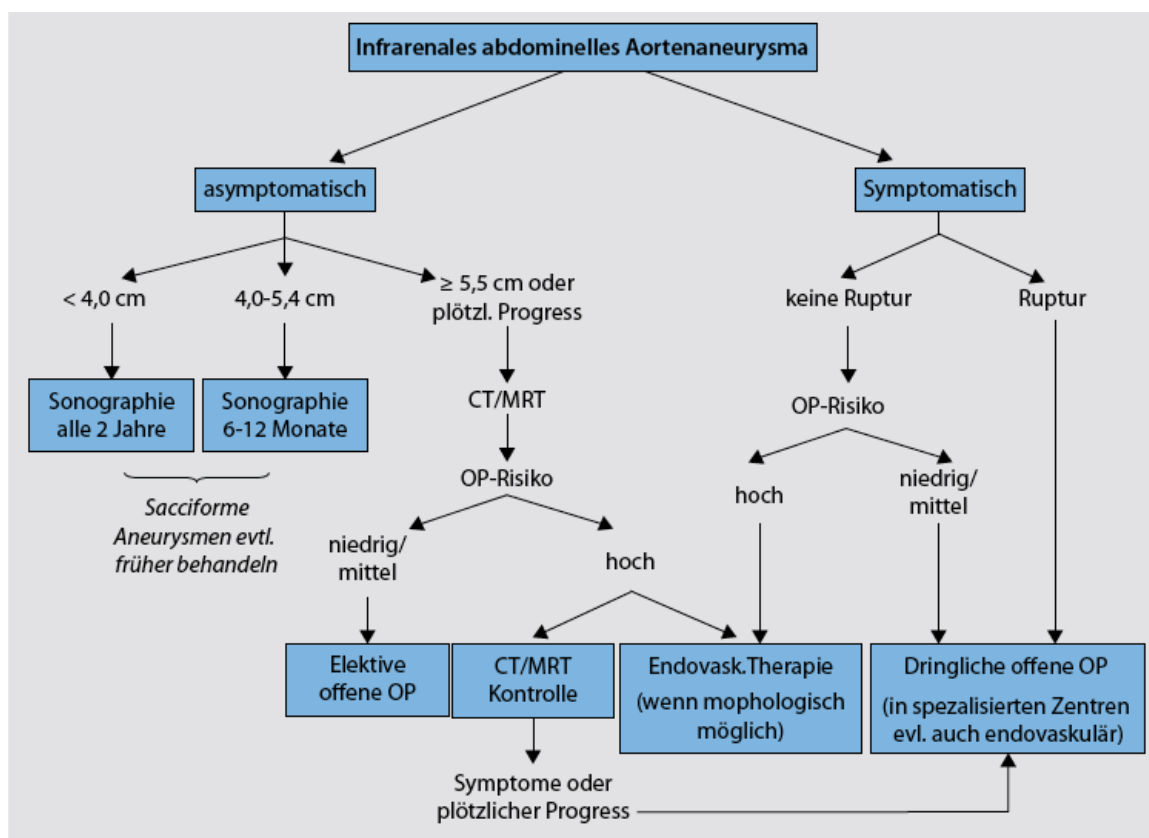 Infrarenales abdominelles Aortenaneurysma
asymptomatisch
Symptomatisch
< 4,0 cm
4,0-5,4 cm
≥ 5,5 cm oder
plötzl. Progress
keine Ruptur
Ruptur
Sonographie
alle 2 Jahre
Sonographie
6-12 Monate
CT/MRT
OP-Risiko
Sacciforme
Aneurysmen evtl.
früher behandeln
OP-Risiko
niedrig/
mittel
hoch
hoch
niedrig/
mittel
Elektive
offene OP
CT/MRT
Kontrolle
Endovask.Therapie
(wenn mophologisch
möglich)
Dringliche offene OP
(in spezalisierten Zentren
evl. auch endovaskulär)
Symptome oder
plötzlicher Progress